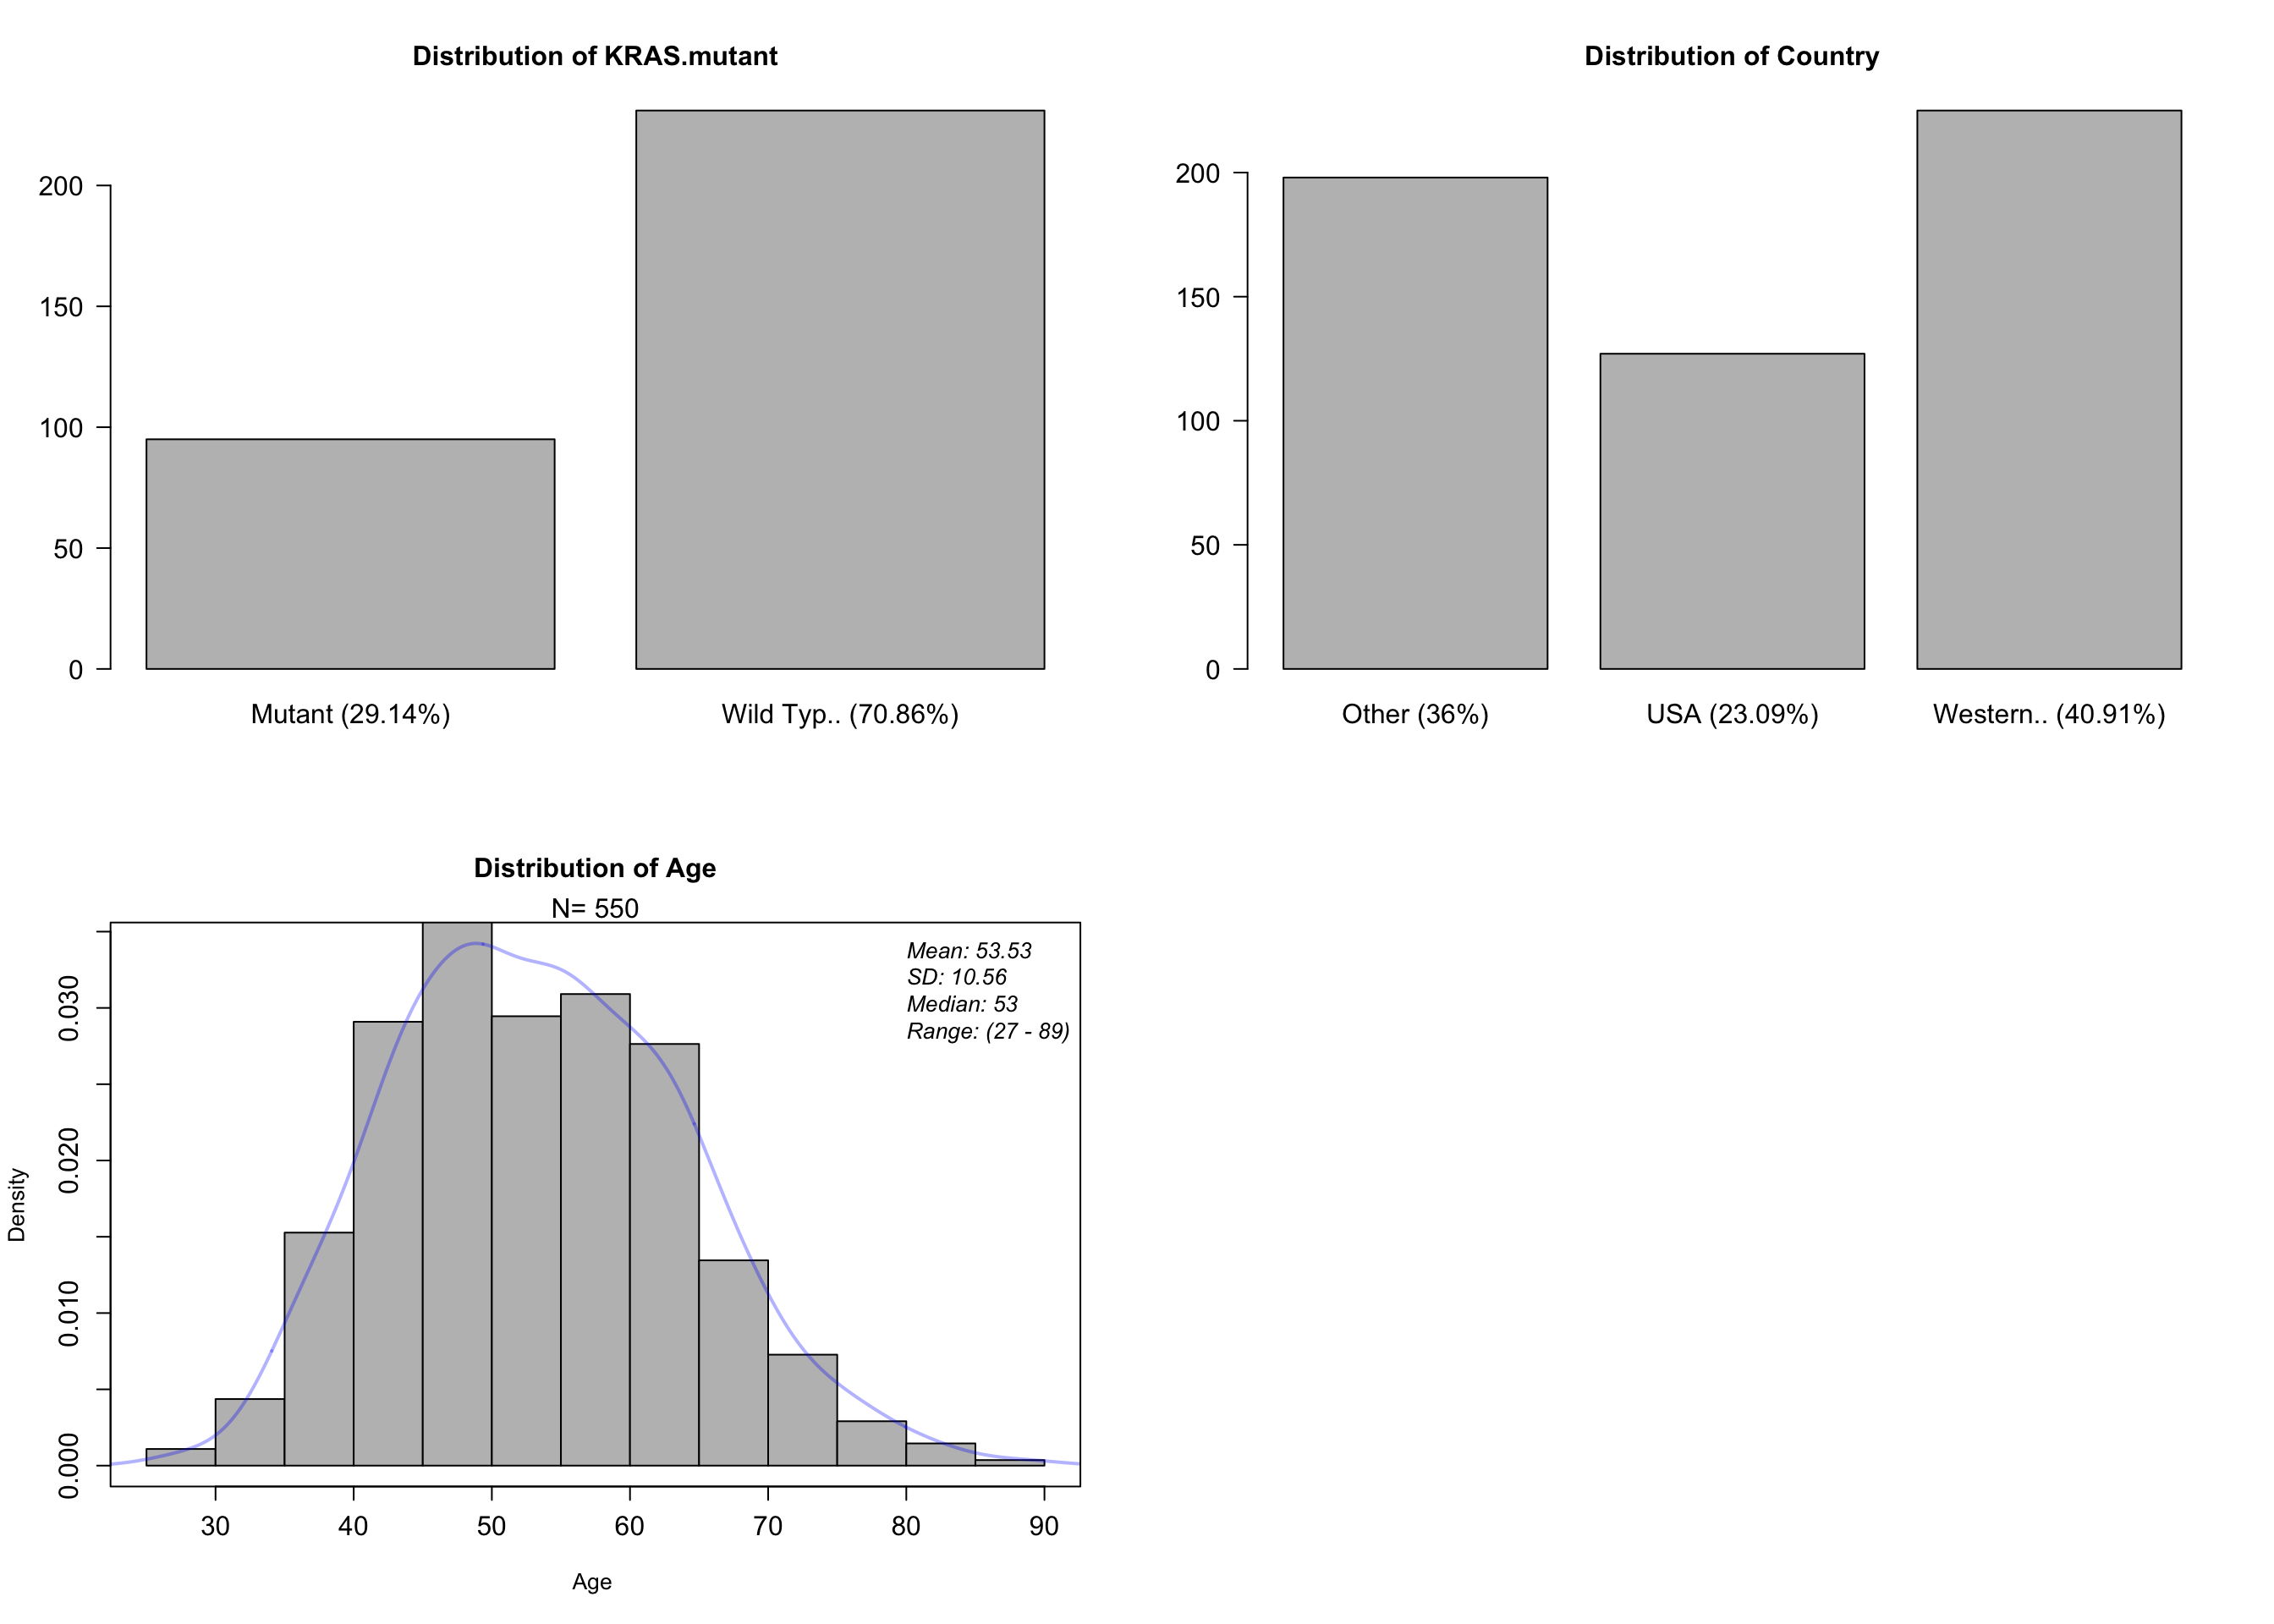 Distribution of KRAS.mutant
200
150
100
50
0
Mutant (29.14%)
Wild Typ.. (70.86%)
Distribution of Country
200
150
100
50
0
Other (36%)
USA (23.09%)
Western.. (40.91%)
Distribution of Age
N= 550
Mean: 53.53
SD: 10.56
Median: 53
Range: (27 - 89)
Density
0.030
0.020
0.010
0.000
30 40 50 60 70 80 90
Age